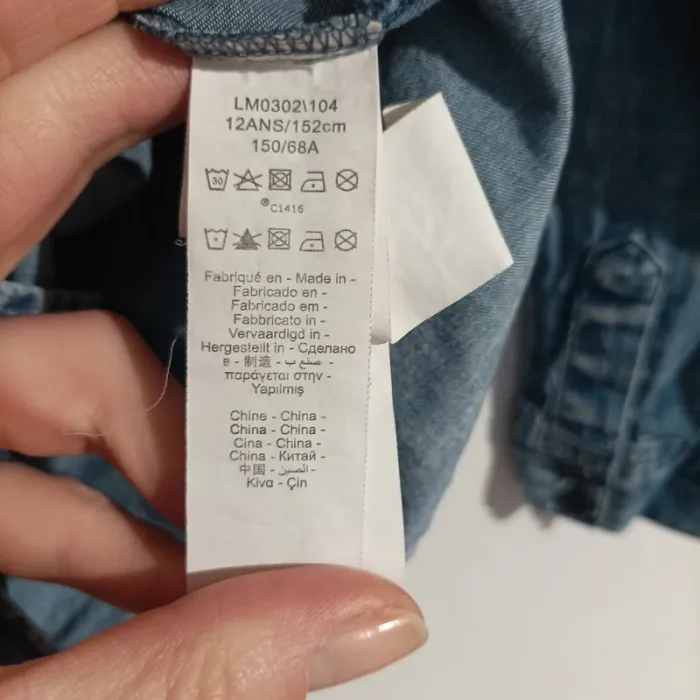 LM0302\104
12ANS/152cm
150/68A
30
®C1415
Fabriqué en - Made in -
Fabricado en -
Fabricado em -
Fabbricato in -
Vervaardigd in -
Hergestellt in - Сделано
в - 制造 - صنع ب -
παράγεται στην -
Yapılmış
Chine - China -
China - China -
Cina - China -
China - Китай -
中国 - الصين -
Κίνα - Çin